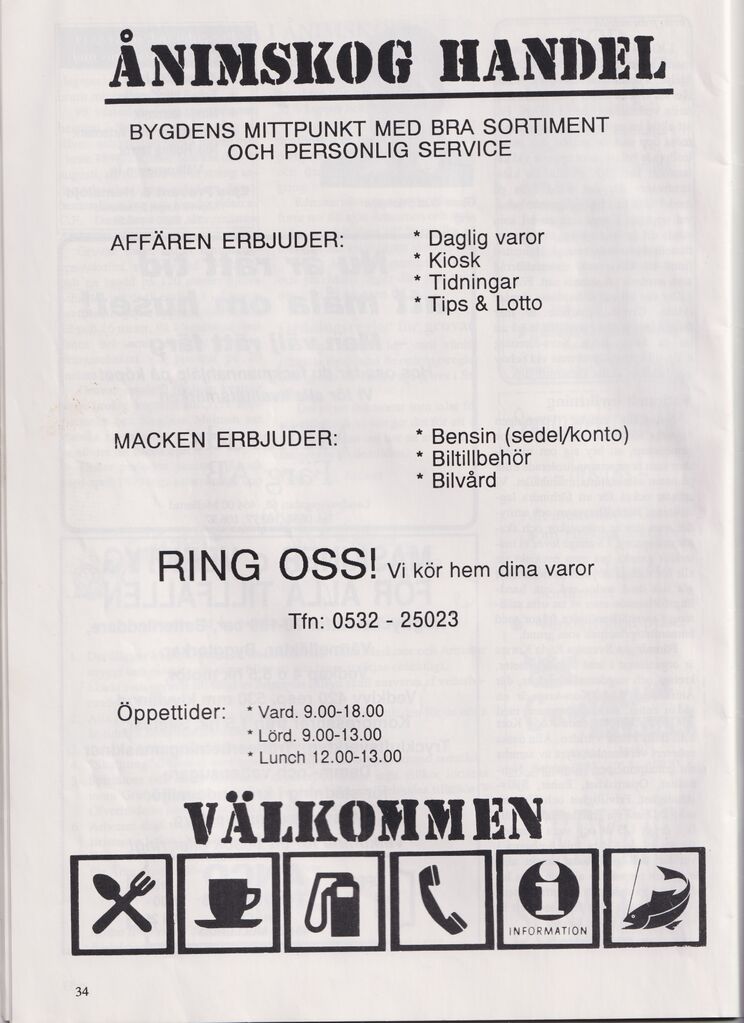 ÅNIMSKOG HANDEL
BYGDENS MITTPUNKT MED BRA SORTIMENT
OCH PERSONLIG SERVICE
AFFÄREN ERBJUDER:
* Daglig varor
* Kiosk
* Tidningar
* Tips & Lotto
MACKEN ERBJUDER:
* Bensin (sedel/konto)
* Biltillbehör
* Bilvård
RING OSS! Vi kör hem dina varor
Tfn: 0532 - 25023
Öppettider: * Vard. 9.00-18.00
* Lörd. 9.00-13.00
* Lunch 12.00-13.00
VÄLKOMMEN
i
INFORMATION
34